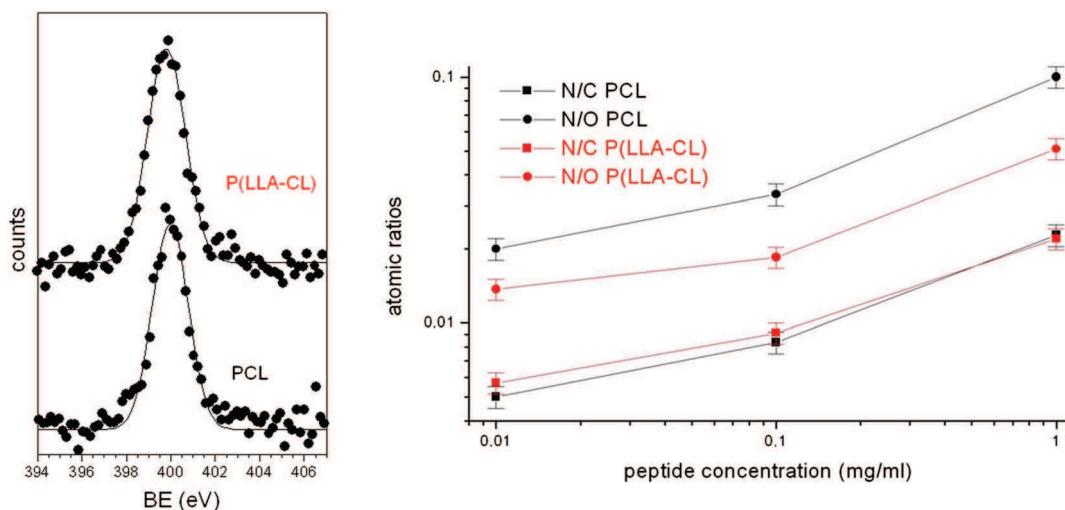 counts
P(LLA-CL)
PCL
394 396 398 400 402 404 406
BE (eV)
atomic ratios
0.1
0.01
N/C PCL
N/O PCL
N/C P(LLA-CL)
N/O P(LLA-CL)
0.01 0.1 1
peptide concentration (mg/ml)